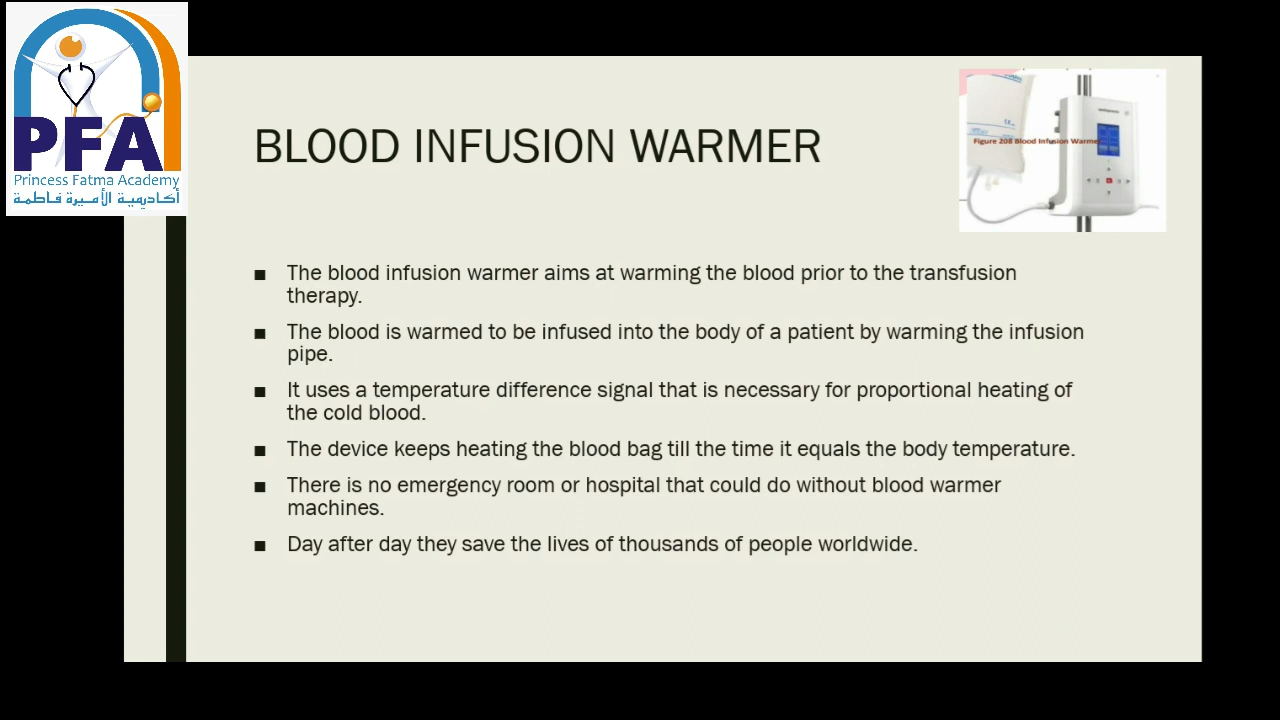 PFA
Princess Fatma Academy
أكاديمية الأميرة فاطمة
BLOOD INFUSION WARMER
Figure 208 Blood Infusion Warmer
■ The blood infusion warmer aims at warming the blood prior to the transfusion
therapy.
■ The blood is warmed to be infused into the body of a patient by warming the infusion
pipe.
■ It uses a temperature difference signal that is necessary for proportional heating of
the cold blood.
■ The device keeps heating the blood bag till the time it equals the body temperature.
■ There is no emergency room or hospital that could do without blood warmer
machines.
■ Day after day they save the lives of thousands of people worldwide.